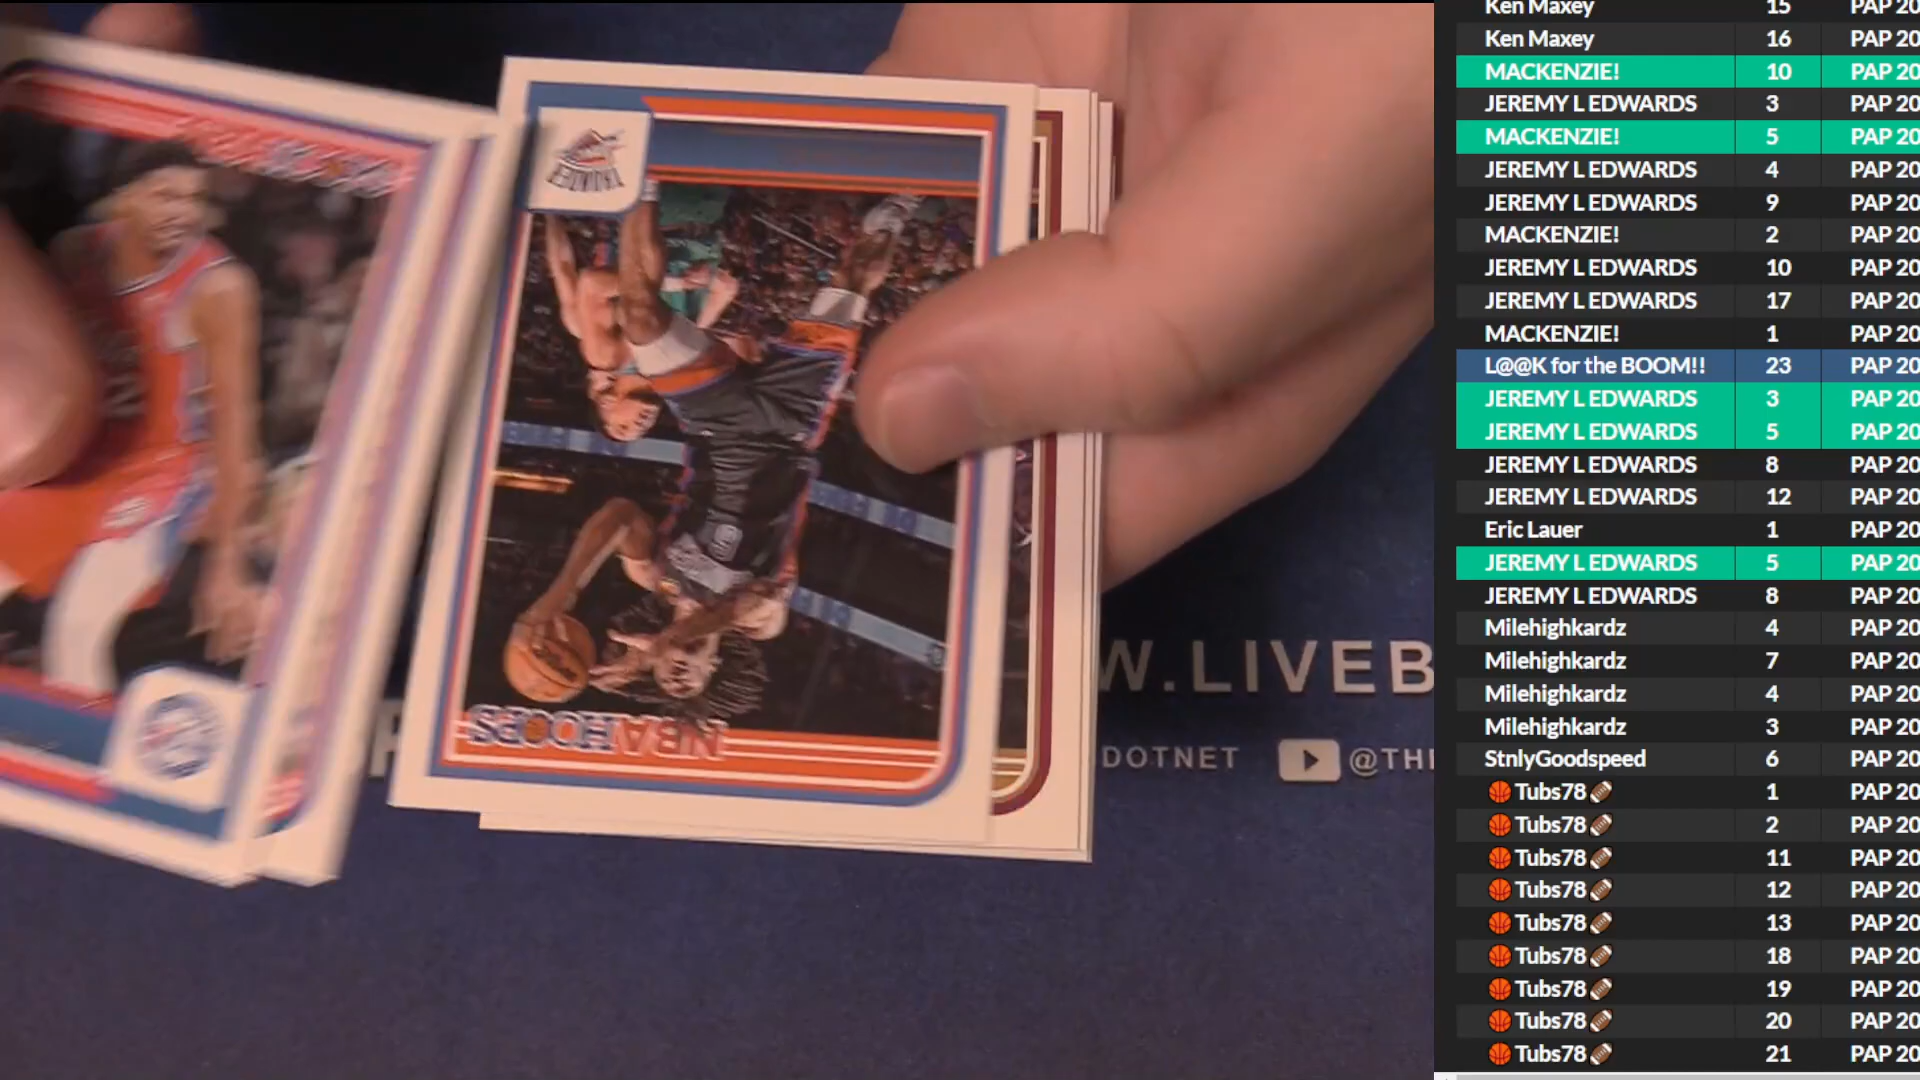 NBA HOOPS
THUNDER
9
W.LIVEB
DOTNET
@THE
Ken Maxey 15 PAP 20
Ken Maxey 16 PAP 20
MACKENZIE! 10 PAP 20
JEREMY L EDWARDS 3 PAP 20
MACKENZIE! 5 PAP 20
JEREMY L EDWARDS 4 PAP 20
JEREMY L EDWARDS 9 PAP 20
MACKENZIE! 2 PAP 20
JEREMY L EDWARDS 10 PAP 20
JEREMY L EDWARDS 17 PAP 20
MACKENZIE! 1 PAP 20
L@@K for the BOOM!! 23 PAP 20
JEREMY L EDWARDS 3 PAP 20
JEREMY L EDWARDS 5 PAP 20
JEREMY L EDWARDS 8 PAP 20
JEREMY L EDWARDS 12 PAP 20
Eric Lauer 1 PAP 20
JEREMY L EDWARDS 5 PAP 20
JEREMY L EDWARDS 8 PAP 20
Milehighkardz 4 PAP 20
Milehighkardz 7 PAP 20
Milehighkardz 4 PAP 20
Milehighkardz 3 PAP 20
StnlyGoodspeed 6 PAP 20
🏀 Tubs78🏈 1 PAP 20
🏀 Tubs78🏈 2 PAP 20
🏀 Tubs78🏈 11 PAP 20
🏀 Tubs78🏈 12 PAP 20
🏀 Tubs78🏈 13 PAP 20
🏀 Tubs78🏈 18 PAP 20
🏀 Tubs78🏈 19 PAP 20
🏀 Tubs78🏈 20 PAP 20
🏀 Tubs78🏈 21 PAP 20